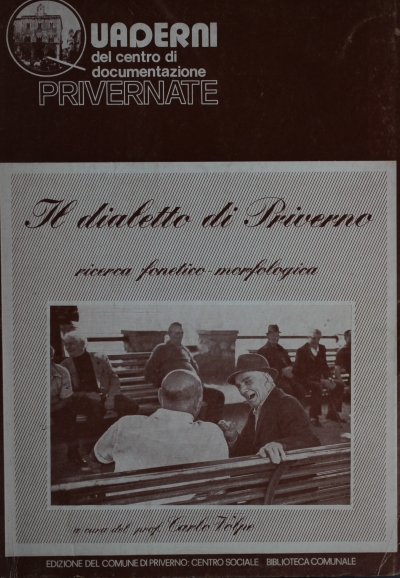 QUADERNI
del centro di
documentazione
PRIVERNATE
Il dialetto di Priverno
ricerca fonetico-morfologica
a cura del prof. Carlo Volpe
EDIZIONE DEL COMUNE DI PRIVERNO: CENTRO SOCIALE BIBLIOTECA COMUNALE